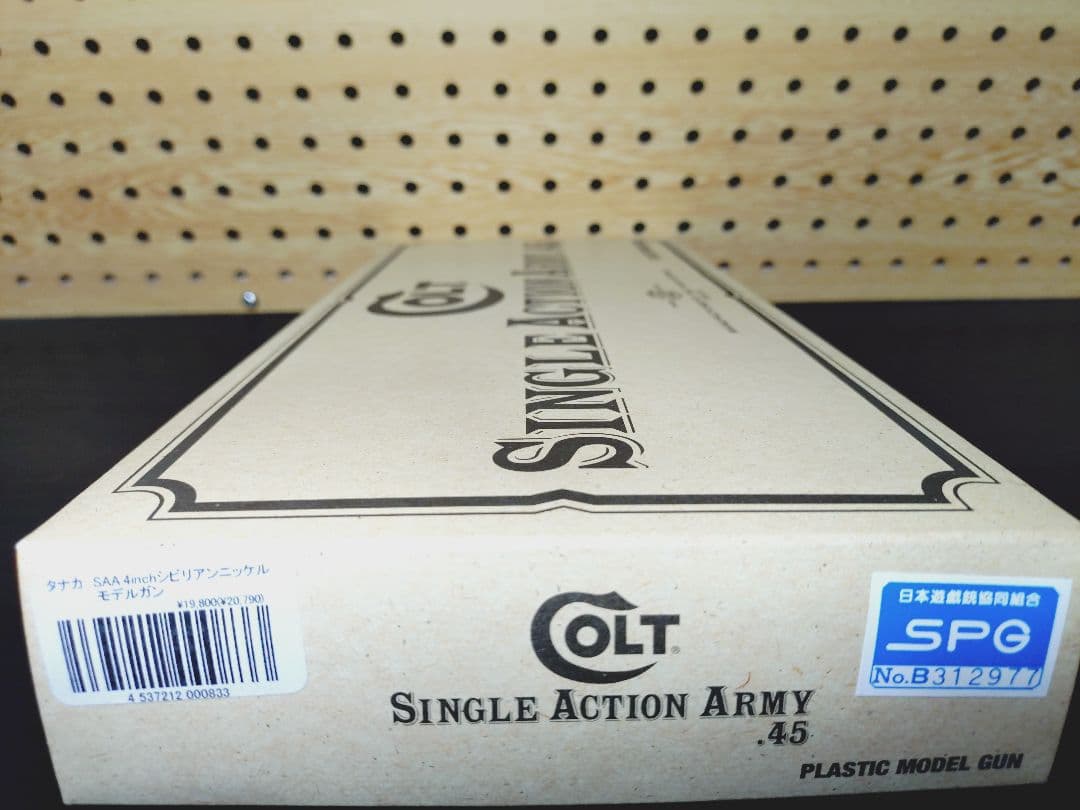 COLT
SINGLE ACTION ARMY
タナカ SAA 4inchシビリアンニッケル
モデルガン
¥19,800(¥20,790)
4 537212 000833
COLT®
SINGLE ACTION ARMY
.45
PLASTIC MODEL GUN
日本遊戯銃協同組合
SPG
No.B312977